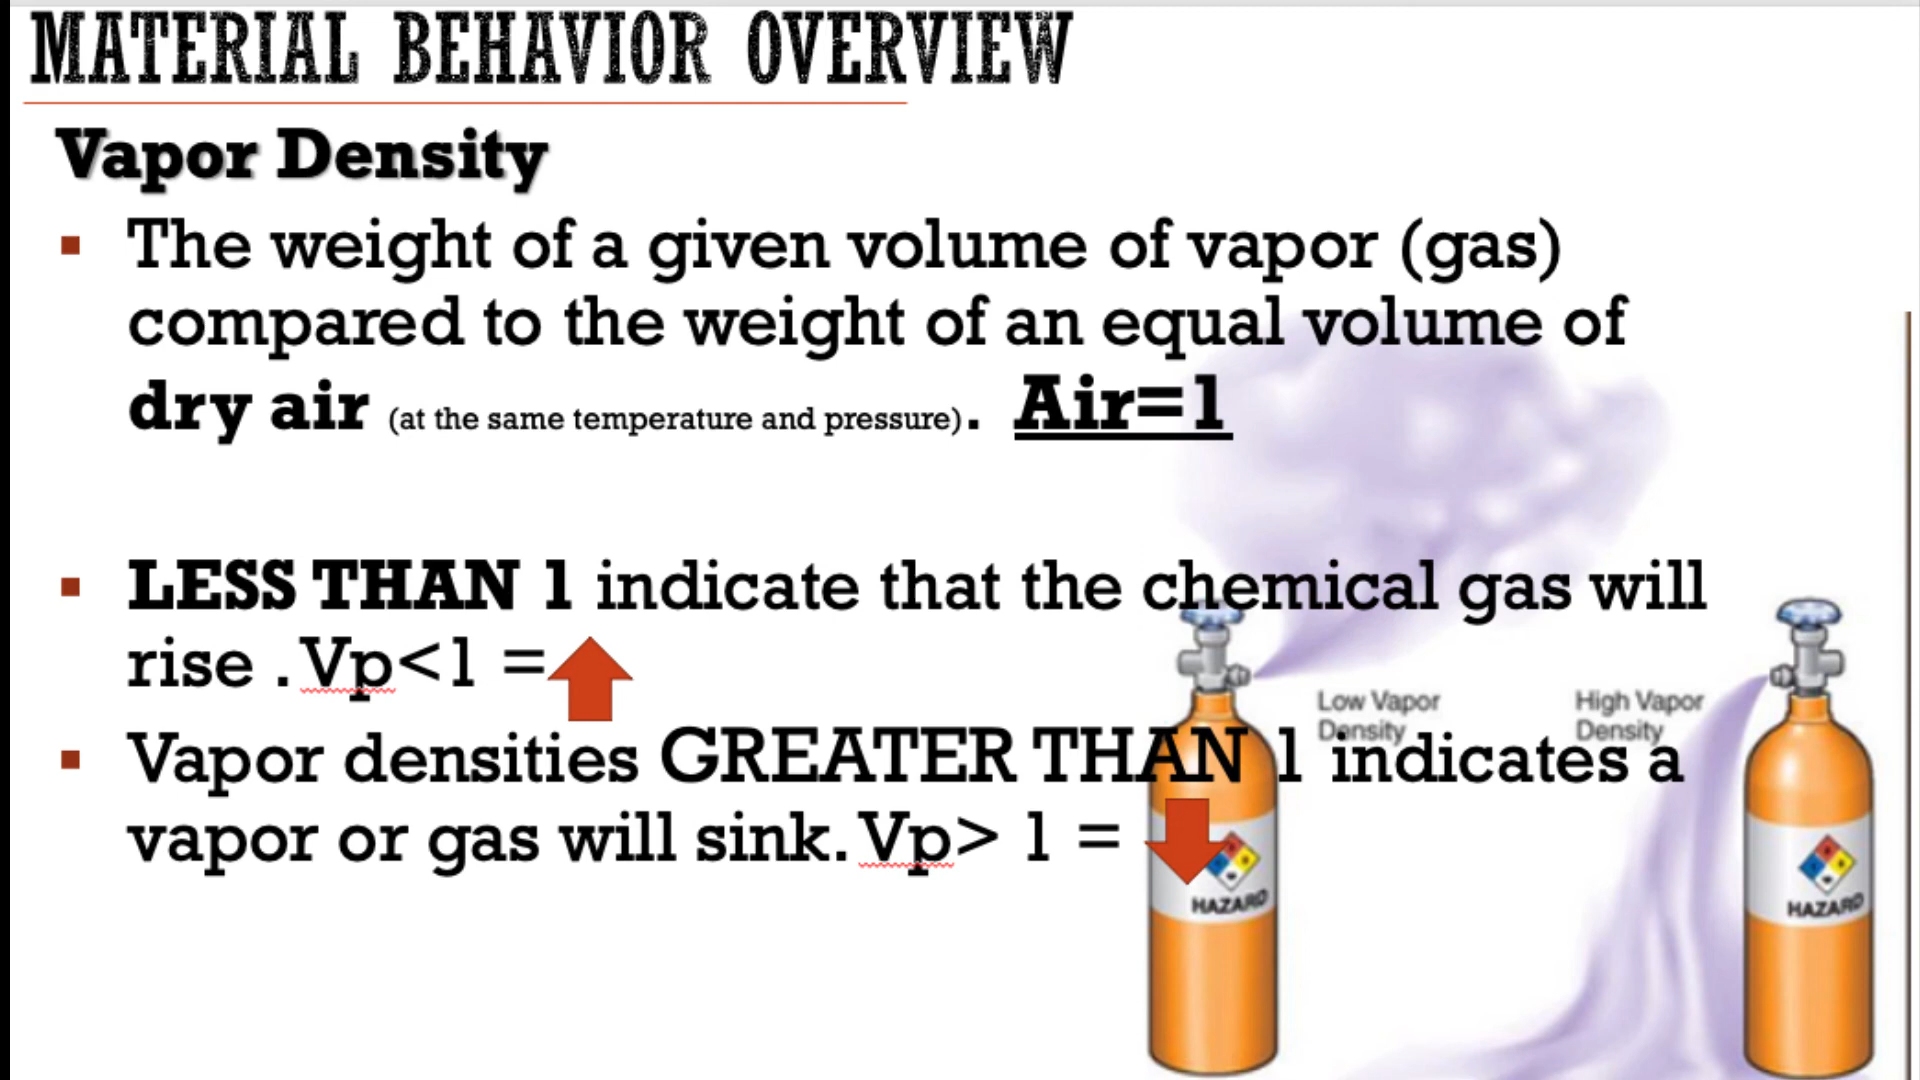 MATERIAL BEHAVIOR OVERVIEW
Vapor Density
▪ The weight of a given volume of vapor (gas)
compared to the weight of an equal volume of
dry air (at the same temperature and pressure). Air=1
▪ LESS THAN 1 indicate that the chemical gas will
rise . Vp<1 =
Low Vapor
Density
High Vapor
Density
▪ Vapor densities GREATER THAN 1 indicates a
vapor or gas will sink. Vp> 1 =
HAZARD
HAZARD